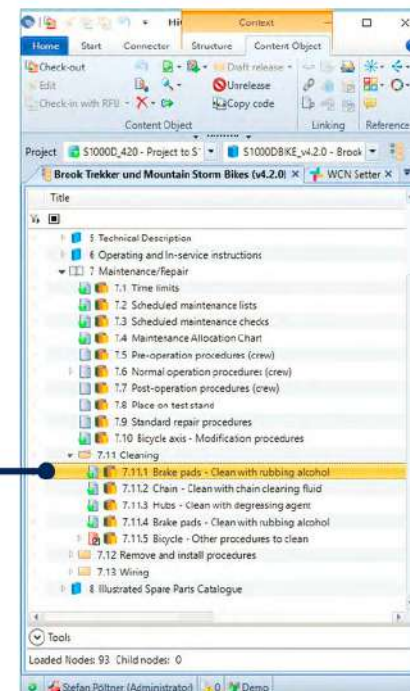 Hi
Context
Home
Start
Connector
Structure
Content Object
Check-out
Draft release
Edit
Unrelease
Check-in with RFU
Copy code
Content Object
Linking
Reference
Project
S1000D_420 - Project to S
S1000DBIKE_v4.2.0 - Brook
Brook Trekker und Mountain Storm Bikes (v4.2.0)
WCN Setter
Title
5 Technical Description
6 Operating and In-service instructions
7 Maintenance/Repair
7.1 Time limits
7.2 Scheduled maintenance lists
7.3 Scheduled maintenance checks
7.4 Maintenance Allocation Chart
7.5 Pre-operation procedures (crew)
7.6 Normal operation procedures (crew)
7.7 Post-operation procedures (crew)
7.8 Place on test stand
7.9 Standard repair procedures
7.10 Bicycle axis - Modification procedures
7.11 Cleaning
7.11.1 Brake pads - Clean with rubbing alcohol
7.11.2 Chain - Clean with chain cleaning fluid
7.11.3 Hubs - Clean with degreasing agent
7.11.4 Brake pads - Clean with rubbing alcohol
7.11.5 Bicycle - Other procedures to clean
7.12 Remove and install procedures
7.13 Wiring
8 Illustrated Spare Parts Catalogue
Tools
Loaded Nodes: 93 Child nodes: 0
Stefan Pöltner (Administrator)
0
Demo